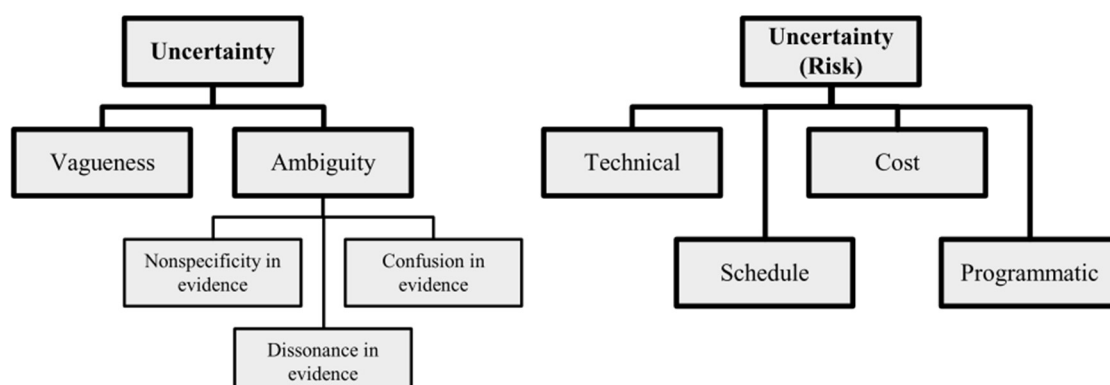 Uncertainty
Vagueness
Ambiguity
Nonspecificity in
evidence
Confusion in
evidence
Dissonance in
evidence
Uncertainty
(Risk)
Technical
Cost
Schedule
Programmatic